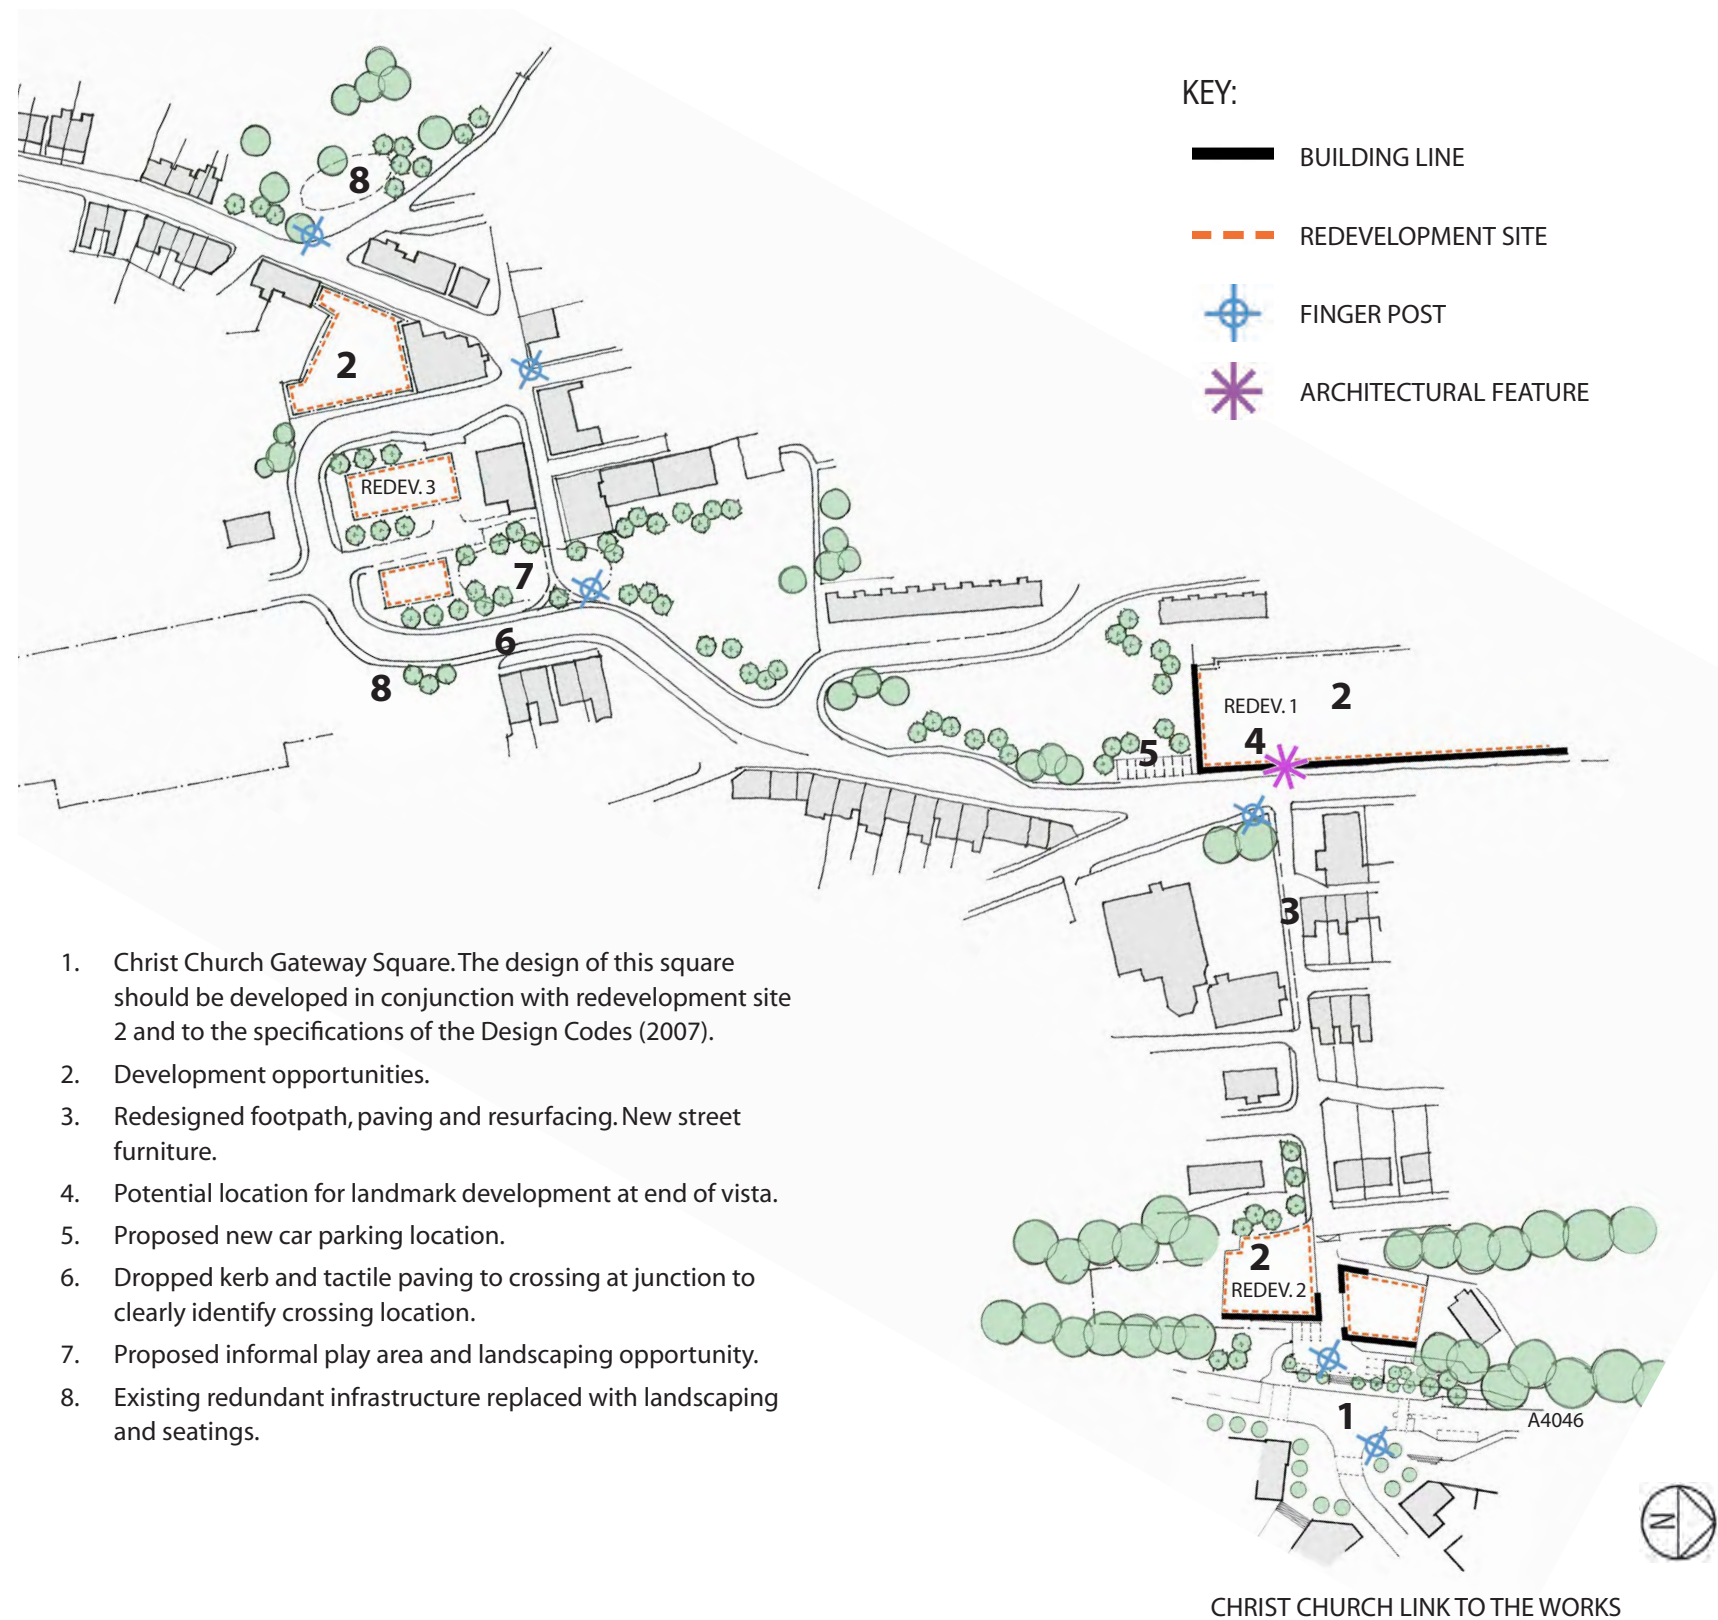 KEY:
BUILDING LINE
REDEVELOPMENT SITE
FINGER POST
ARCHITECTURAL FEATURE
8
2
REDEV. 3
7
6
8
REDEV. 1
2
4
5
3
2
REDEV. 2
1
A4046
N
1. Christ Church Gateway Square. The design of this square
should be developed in conjunction with redevelopment site
2 and to the specifications of the Design Codes (2007).
2. Development opportunities.
3. Redesigned footpath, paving and resurfacing. New street
furniture.
4. Potential location for landmark development at end of vista.
5. Proposed new car parking location.
6. Dropped kerb and tactile paving to crossing at junction to
clearly identify crossing location.
7. Proposed informal play area and landscaping opportunity.
8. Existing redundant infrastructure replaced with landscaping
and seatings.
CHRIST CHURCH LINK TO THE WORKS